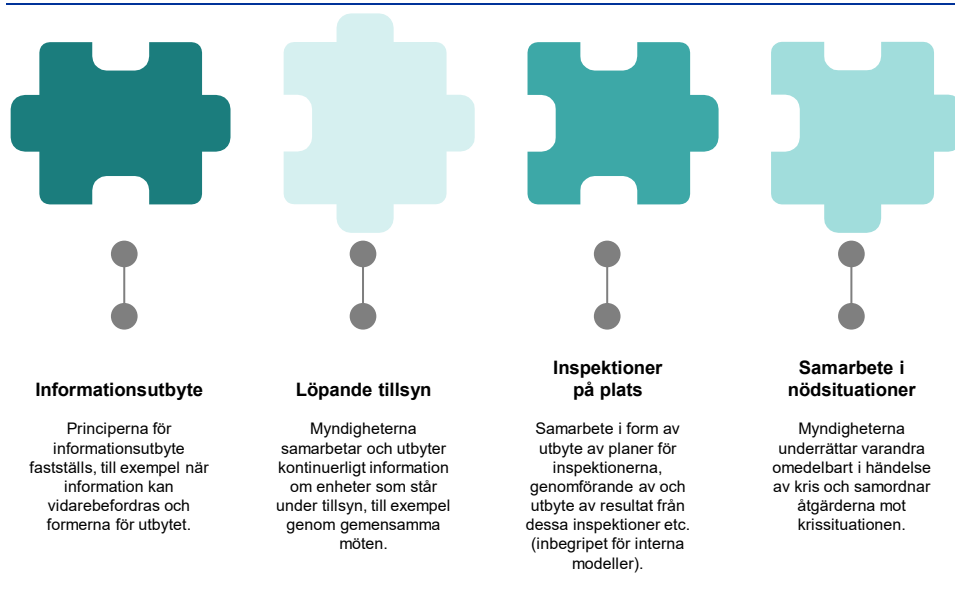 Informationsutbyte
Principerna för
informationsutbyte
fastställs, till exempel när
information kan
vidarebefordras och
formerna för utbytet.
Löpande tillsyn
Myndigheterna
samarbetar och utbyter
kontinuerligt information
om enheter som står
under tillsyn, till exempel
genom gemensamma
möten.
Inspektioner
på plats
Samarbete i form av
utbyte av planer för
inspektionerna,
genomförande av och
utbyte av resultat från
dessa inspektioner etc.
(inbegripet för interna
modeller).
Samarbete i
nödsituationer
Myndigheterna
underrättar varandra
omedelbart i händelse
av kris och samordnar
åtgärderna mot
krissituationen.